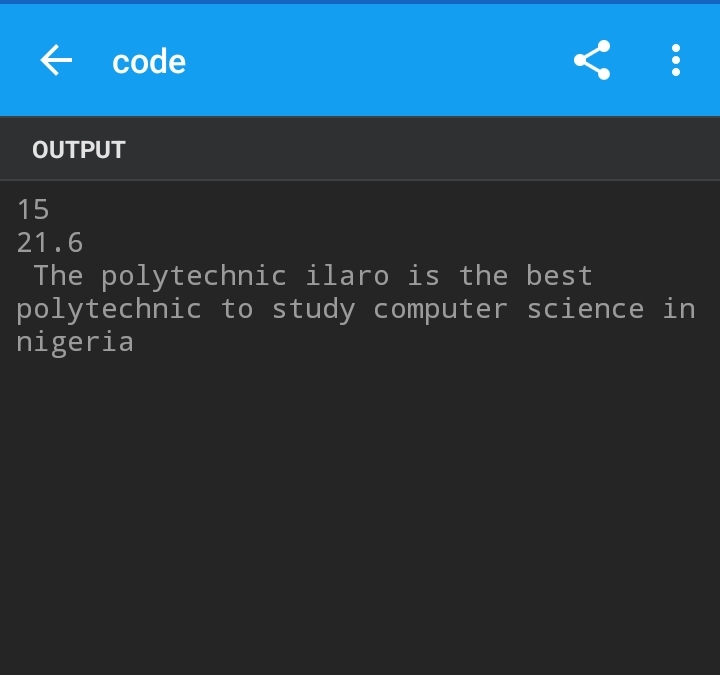 code
OUTPUT
15
21.6
The polytechnic ilaro is the best
polytechnic to study computer science in
nigeria